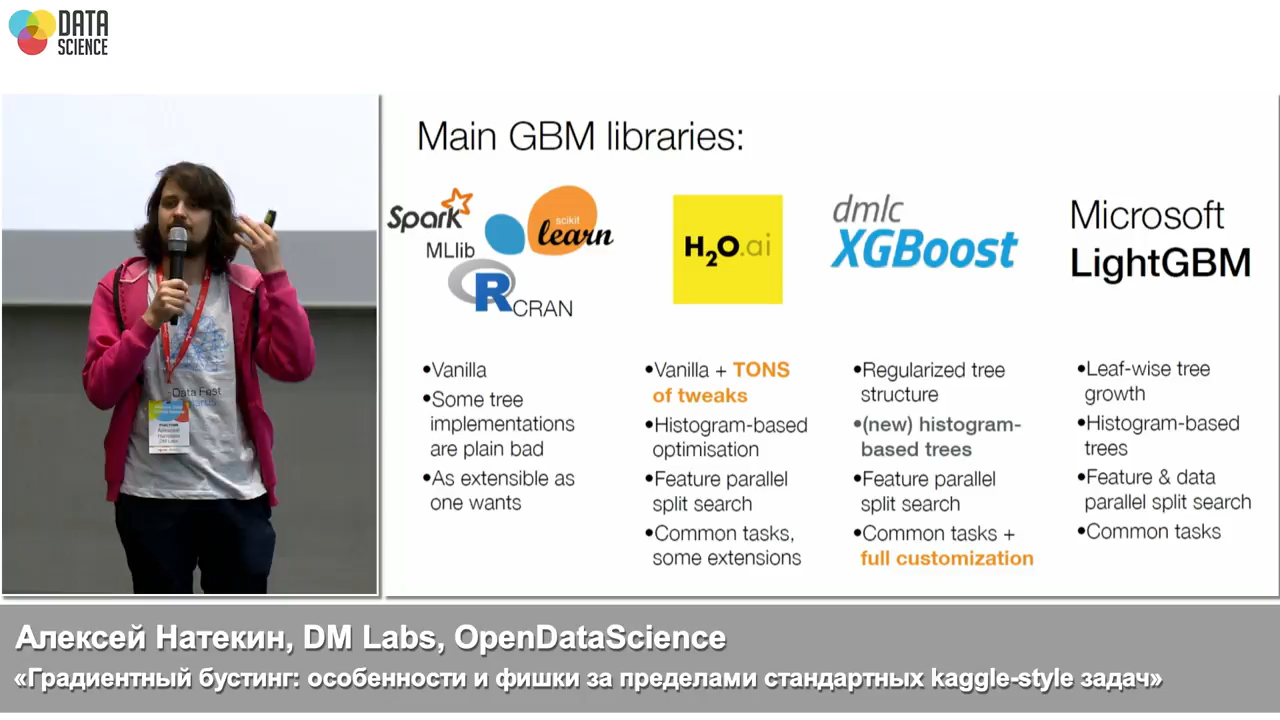 DATA
SCIENCE
Main GBM libraries:
Spark
MLlib
scikit
learn
R CRAN
H2O.ai
dmlc
XGBoost
Microsoft
LightGBM
•Vanilla
•Some tree
implementations
are plain bad
•As extensible as
one wants
•Vanilla + TONS
of tweaks
•Histogram-based
optimisation
•Feature parallel
split search
•Common tasks,
some extensions
•Regularized tree
structure
•(new) histogram-
based trees
•Feature parallel
split search
•Common tasks +
full customization
•Leaf-wise tree
growth
•Histogram-based
trees
•Feature & data
parallel split search
•Common tasks
Data Fest
Алексей Натекин, DM Labs, OpenDataScience
«Градиентный бустинг: особенности и фишки за пределами стандартных kaggle-style задач»